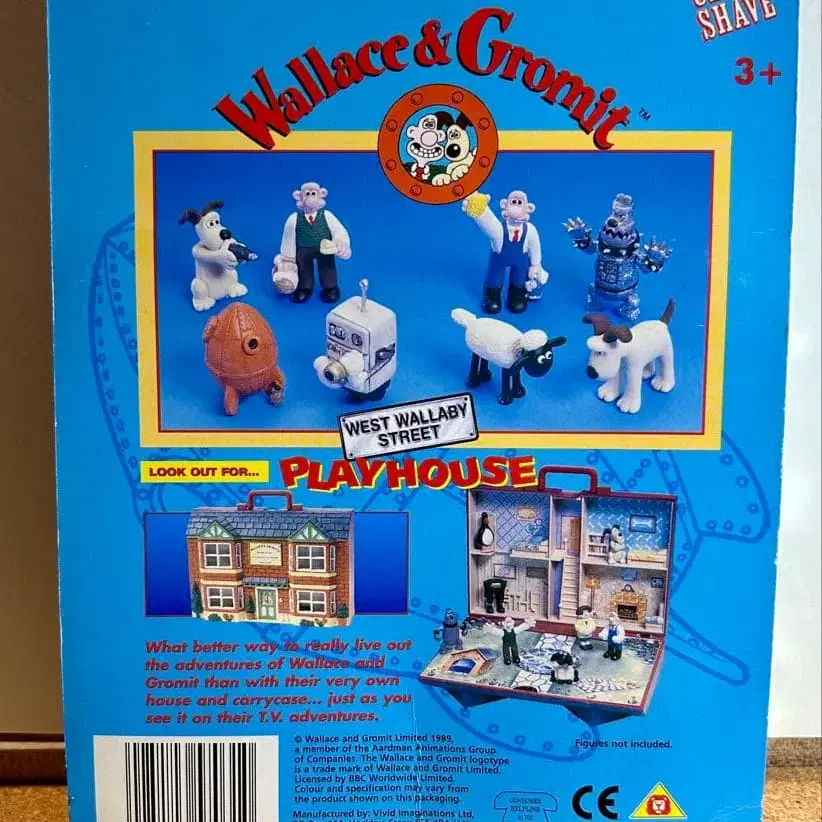 SHAVE
Wallace & Gromit™
3+
WEST WALLABY
STREET
LOOK OUT FOR...
PLAYHOUSE
What better way to really live out
the adventures of Wallace and
Gromit than with their very own
house and carrycase... just as you
see it on their T.V. adventures.
© Wallace and Gromit Limited 1989,
a member of the Aardman Animations Group
of Companies. The Wallace and Gromit logotype
is a trade mark of Wallace and Gromit Limited.
Licensed by BBC Worldwide Limited.
Colour and specification may vary from
the product shown on this packaging.
Manufactured by: Vivid Imaginations Ltd,
Figures not included.
CONSUMER
HELPLINE
CE